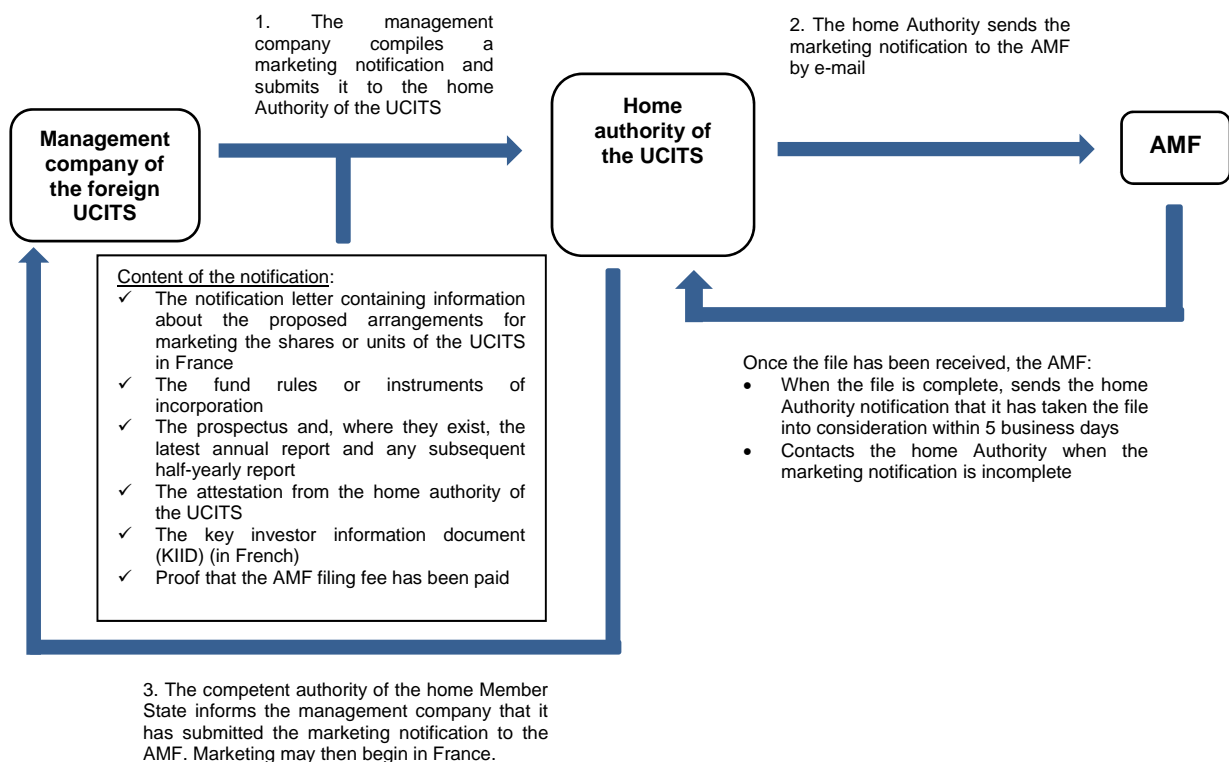 1. The management
company compiles a
marketing notification and
submits it to the home
Authority of the UCITS
2. The home Authority sends the
marketing notification to the AMF
by e-mail
Management
company of
the foreign
UCITS
Home
authority of
the UCITS
AMF
Content of the notification:
✓ The notification letter containing information
about the proposed arrangements for
marketing the shares or units of the UCITS
in France
✓ The fund rules or instruments of
incorporation
✓ The prospectus and, where they exist, the
latest annual report and any subsequent
half-yearly report
✓ The attestation from the home authority of
the UCITS
✓ The key investor information document
(KIID) (in French)
✓ Proof that the AMF filing fee has been paid
Once the file has been received, the AMF:
• When the file is complete, sends the home
Authority notification that it has taken the file
into consideration within 5 business days
• Contacts the home Authority when the
marketing notification is incomplete
3. The competent authority of the home Member
State informs the management company that it
has submitted the marketing notification to the
AMF. Marketing may then begin in France.